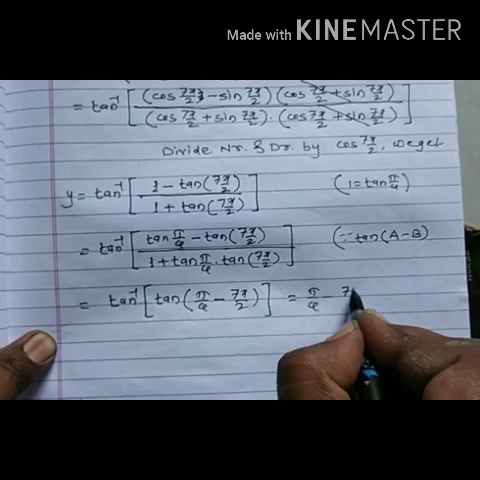 Made with KINEMASTER
= tan⁻¹ [ (cos 7x/2 - sin 7x/2) (cos 7x/2 + sin 7x/2) / (cos 7x/2 + sin 7x/2) . (cos 7x/2 + sin 7x/2) ]
Divide Nr. & Dr. by cos 7x/2, we get
y = tan⁻¹ [ 1 - tan(7x/2) / 1 + tan(7x/2) ] (1 = tan π/4)
= tan⁻¹ [ tan π/4 - tan(7x/2) / 1 + tan π/4 . tan(7x/2) ] (∵ tan(A-B)
= tan⁻¹ [ tan(π/4 - 7x/2) ] = π/4 - 7